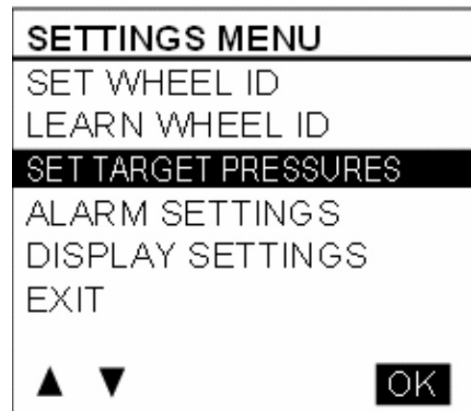 SETTINGS MENU
SET WHEEL ID
LEARN WHEEL ID
SET TARGET PRESSURES
ALARM SETTINGS
DISPLAY SETTINGS
EXIT
▲ ▼ OK